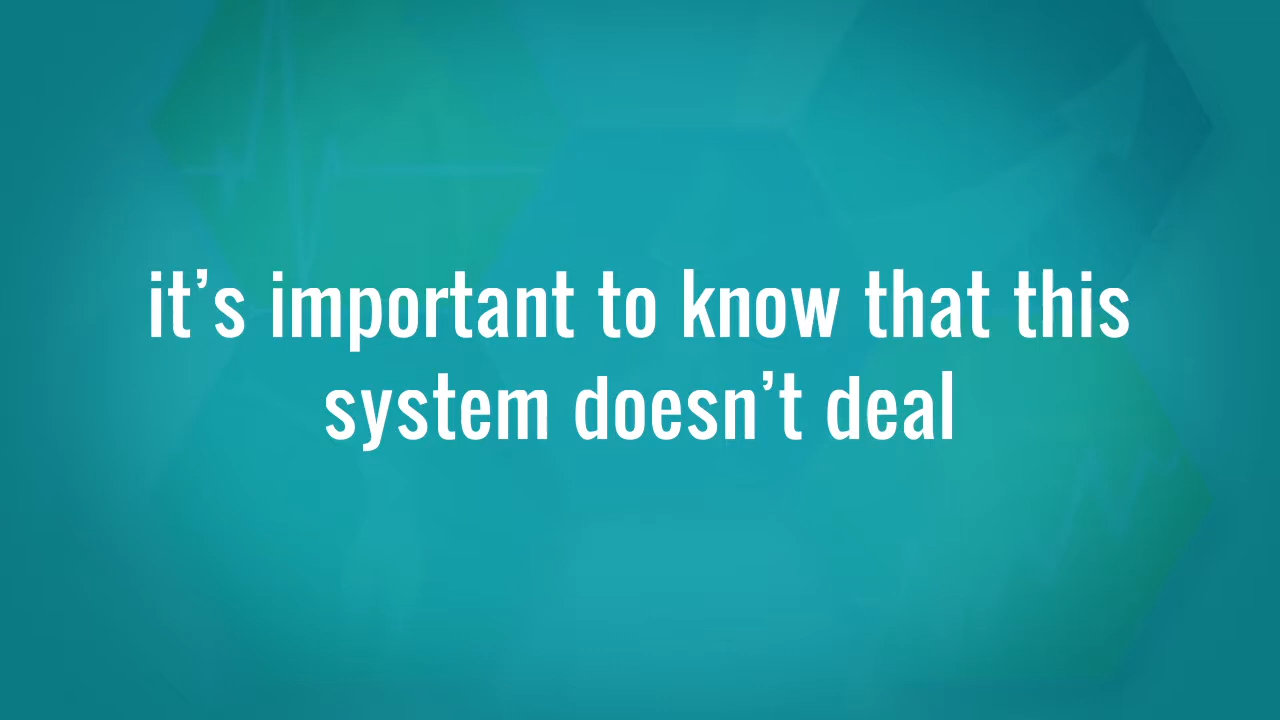 it’s important to know that this
system doesn’t deal